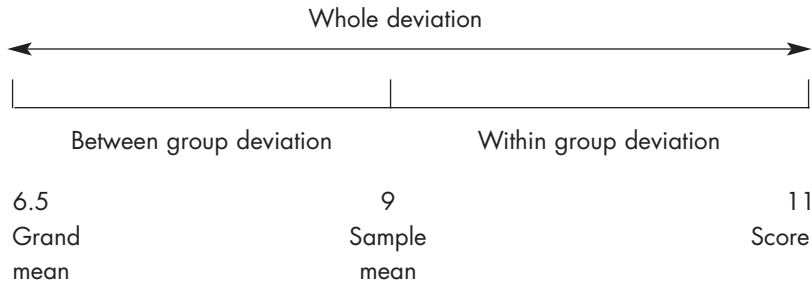 Whole deviation
Between group deviation Within group deviation
6.5 9 11
Grand Sample Score
mean mean